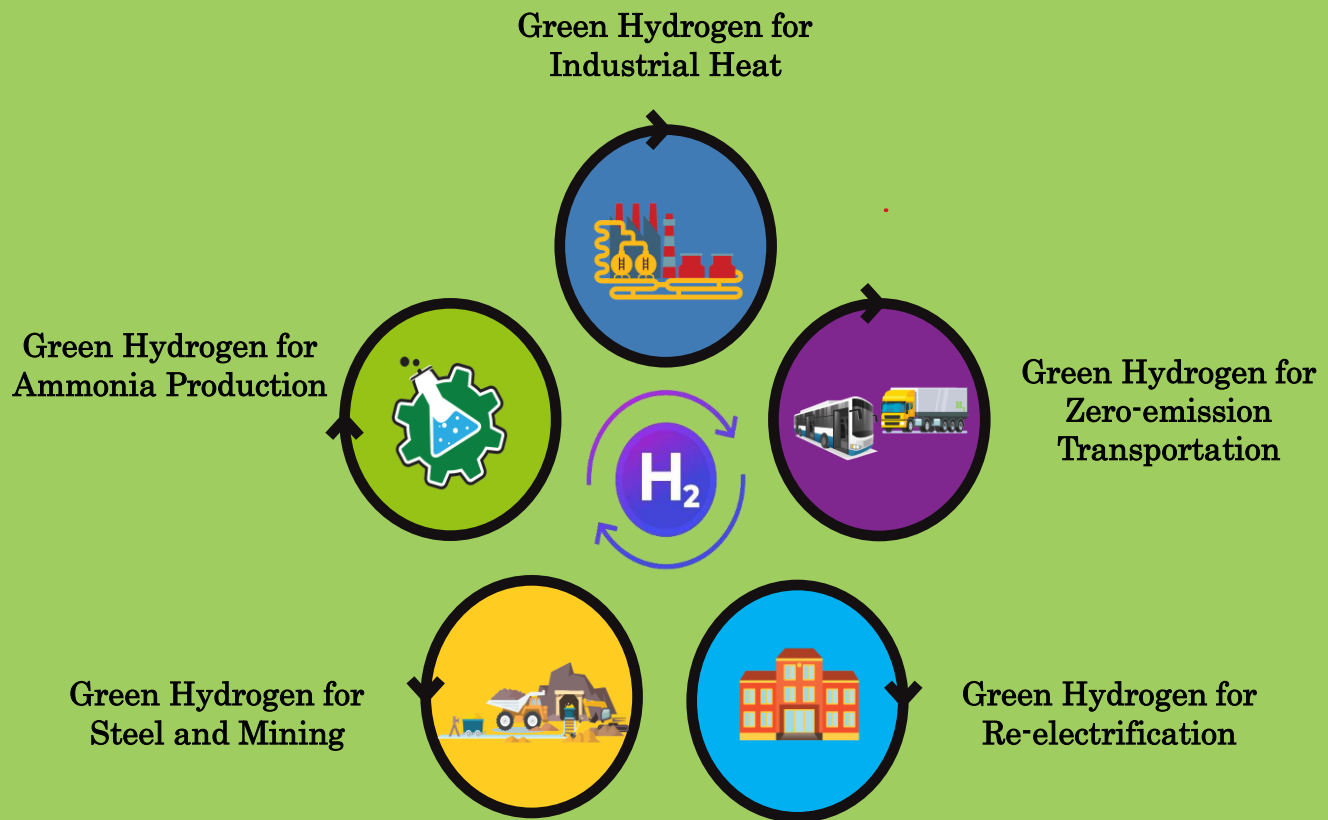 Green Hydrogen for
Industrial Heat
Green Hydrogen for
Ammonia Production
Green Hydrogen for
Zero-emission
Transportation
H2
Green Hydrogen for
Steel and Mining
Green Hydrogen for
Re-electrification